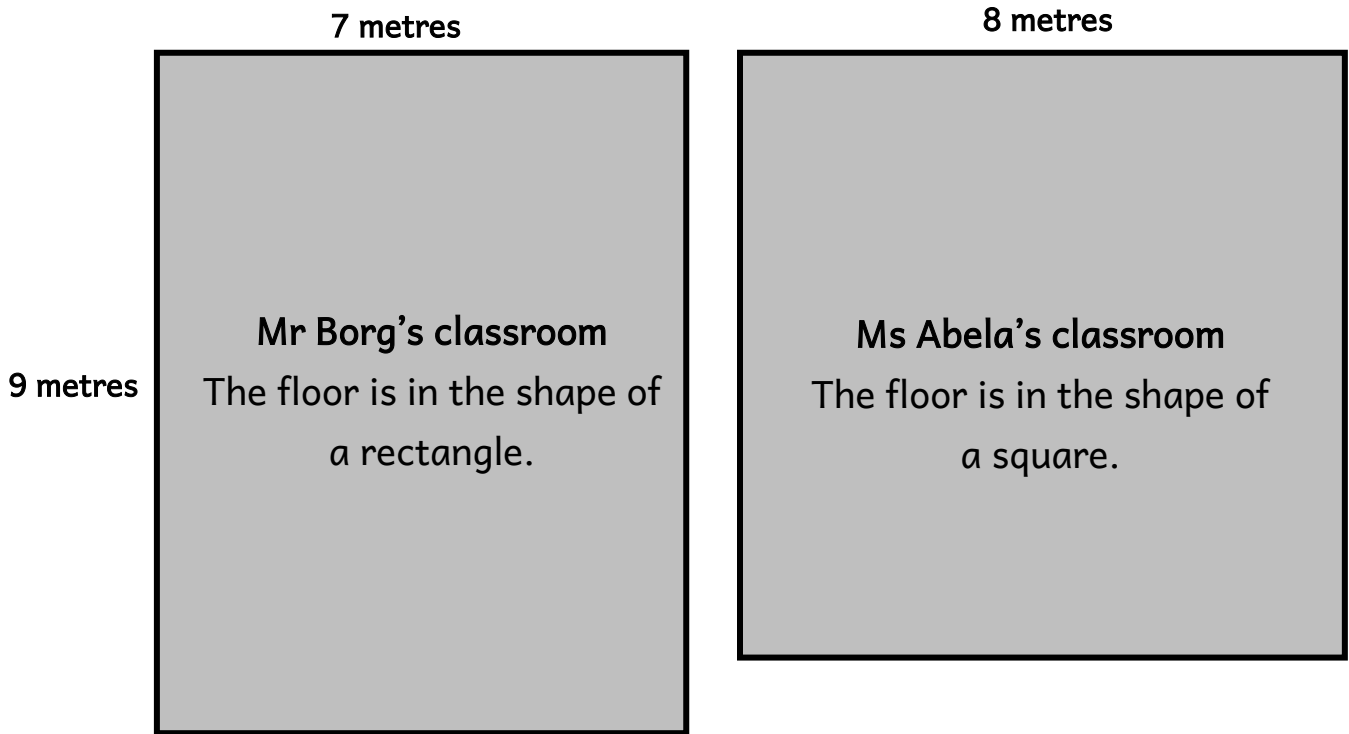 7 metres
8 metres
9 metres
Mr Borg’s classroom
The floor is in the shape of
a rectangle.
Ms Abela’s classroom
The floor is in the shape of
a square.